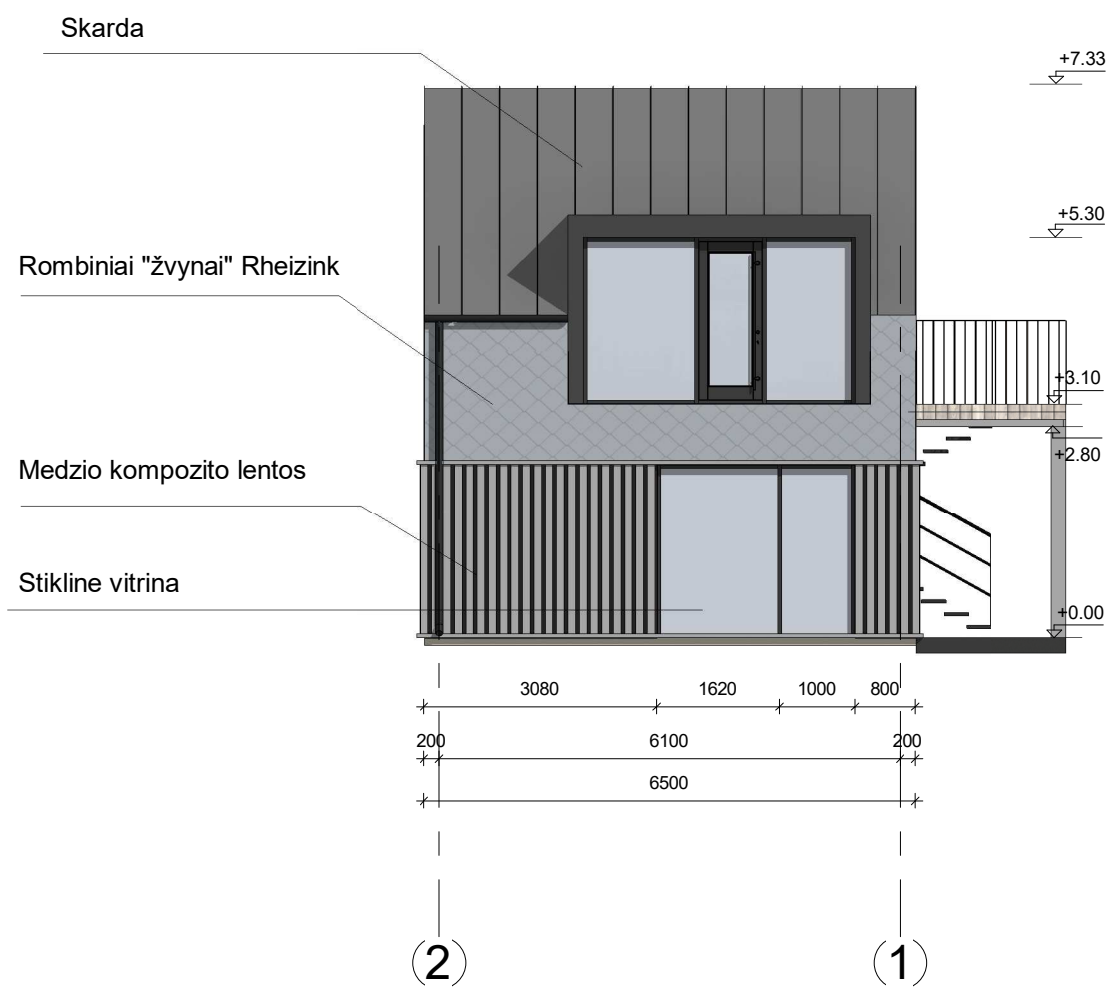 Skarda
+7.33
+5.30
Rombiniai "žvynai" Rheizink
+3.10
+2.80
Medzio kompozito lentos
Stikline vitrina
+0.00
3080 1620 1000 800
200 6100 200
6500
2 1